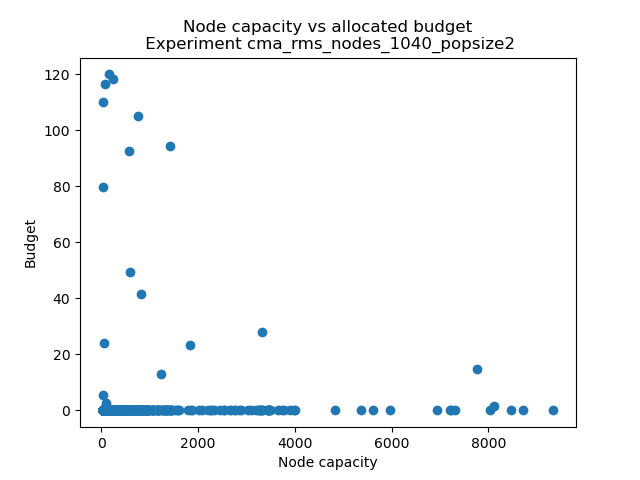 Node capacity vs allocated budget
Experiment cma_rms_nodes_1040_popsize2
120
100
80
60
40
20
0
Budget
0 2000 4000 6000 8000
Node capacity